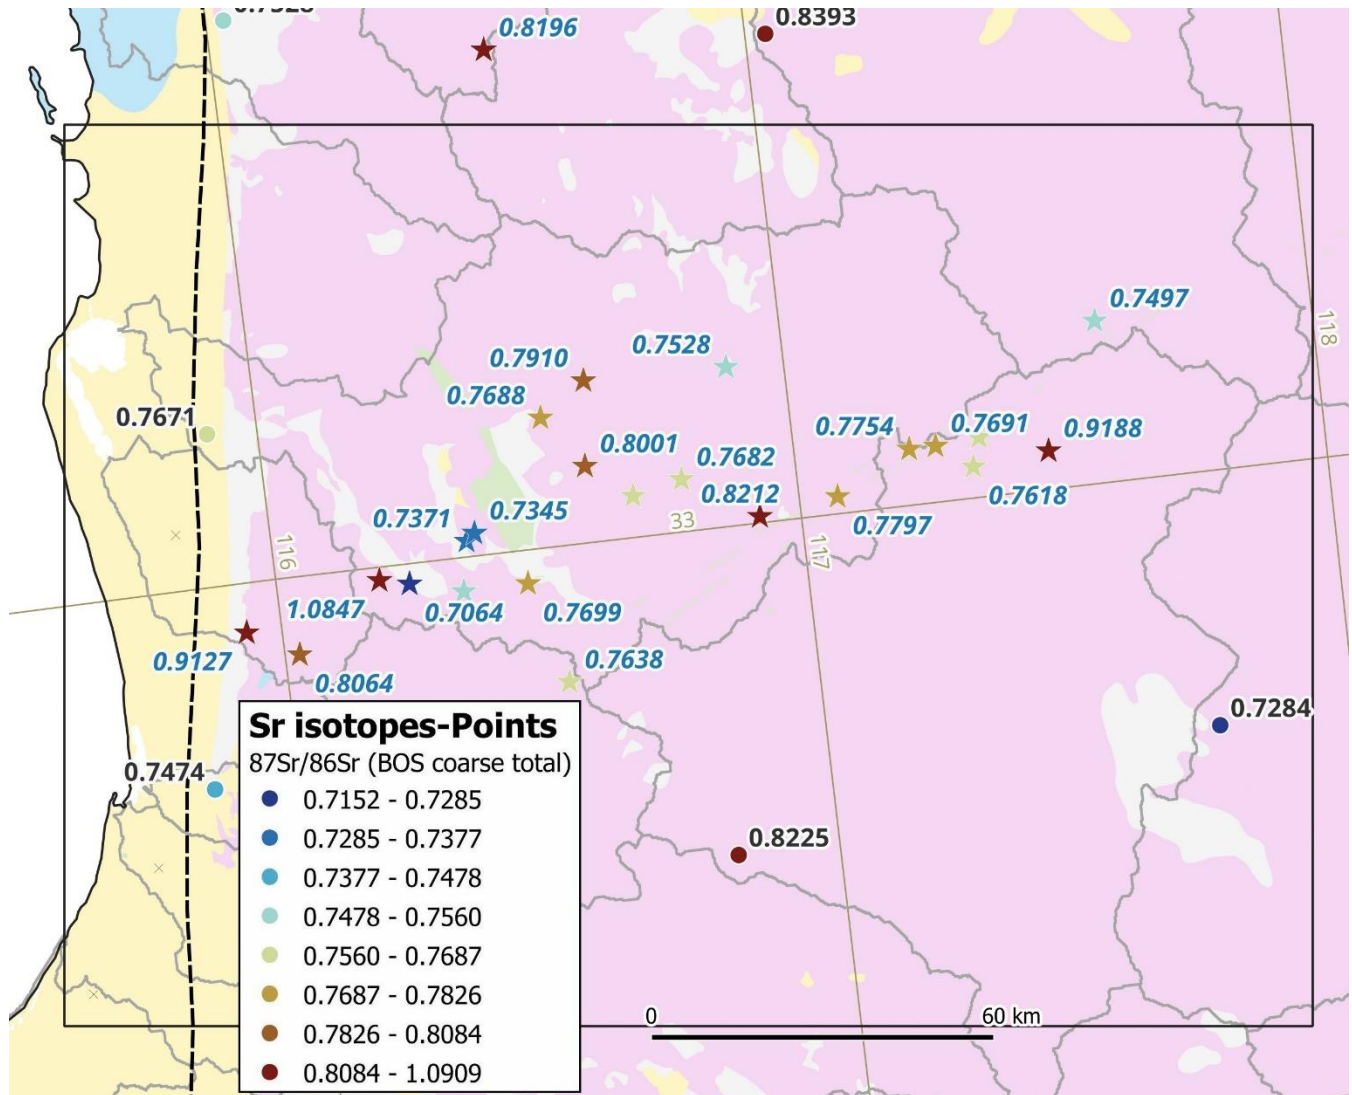 0.8393
0.8196
0.7497
118
0.7528
0.7910
0.7688
0.7671
0.7754
0.7691
0.9188
0.8001
0.7682
0.8212
0.7618
0.7345
0.7371
33
0.7797
116
117
1.0847
0.7064
0.7699
0.9127
0.8064
0.7638
0.7284
0.7474
0.8225
Sr isotopes-Points
87Sr/86Sr (BOS coarse total)
0.7152 - 0.7285
0.7285 - 0.7377
0.7377 - 0.7478
0.7478 - 0.7560
0.7560 - 0.7687
0.7687 - 0.7826
0.7826 - 0.8084
0.8084 - 1.0909
0 60 km